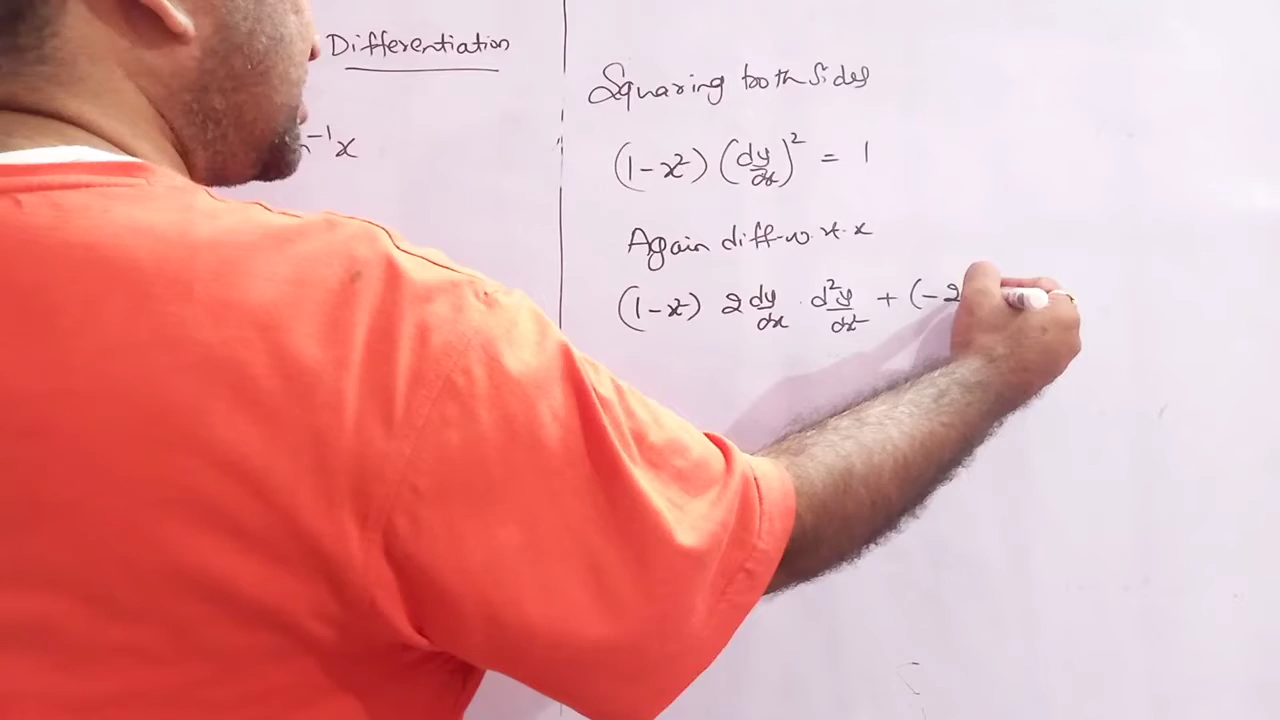 Differentiation
⁻¹x
Squaring both sides
(1-x²) (dy/dx)² = 1
Again diff-w.r.t. x
(1-x²) 2 dy/dx . d²y/dx² + (-2